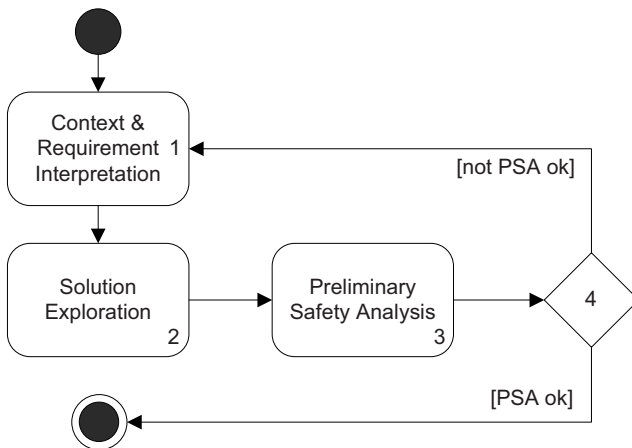 Context &
Requirement 1
Interpretation
[not PSA ok]
Solution
Exploration
2
Preliminary
Safety Analysis
3
4
[PSA ok]